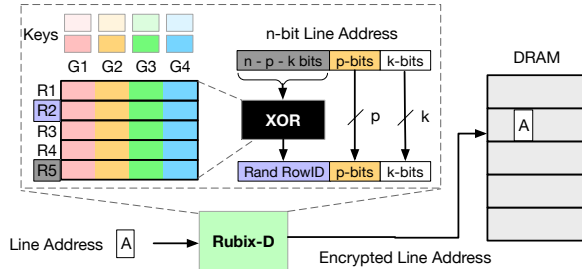 Keys
G1 G2 G3 G4
R1
R2
R3
R4
R5
n-bit Line Address
n - p - k bits p-bits k-bits
XOR
p
k
Rand RowID p-bits k-bits
DRAM
A
Line Address A
Rubix-D
Encrypted Line Address